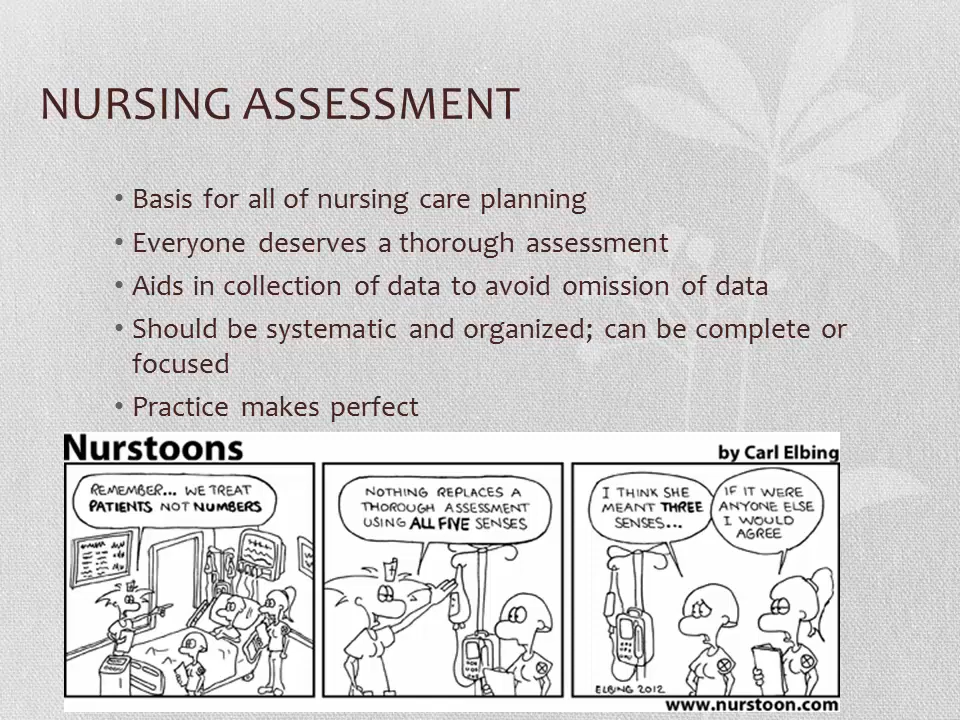 NURSING ASSESSMENT
• Basis for all of nursing care planning
• Everyone deserves a thorough assessment
• Aids in collection of data to avoid omission of data
• Should be systematic and organized; can be complete or
focused
• Practice makes perfect
Nurstoons
by Carl Elbing
REMEMBER... WE TREAT
PATIENTS NOT NUMBERS
NOTHING REPLACES A
THOROUGH ASSESSMENT
USING ALL FIVE SENSES
I THINK SHE
MEANT THREE
SENSES...
IF IT WERE
ANYONE ELSE
I WOULD
AGREE
ELBING 2012
www.nurstoon.com